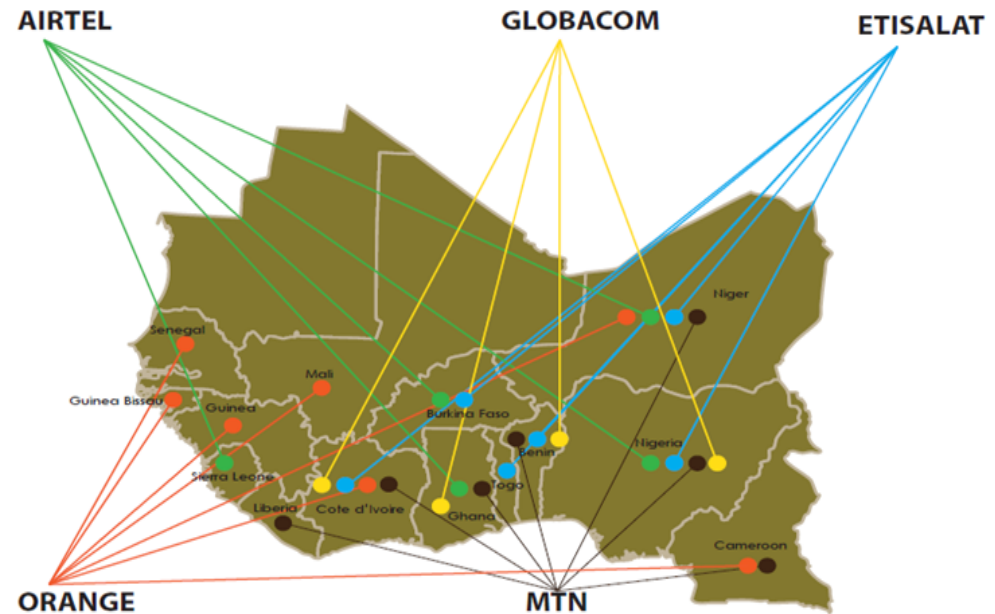 AIRTEL
GLOBACOM
ETISALAT
Niger
Senegal
Mali
Guinea Bissau
Guinea
Burkina Faso
Sierra Leone
Benin
Nigeria
Togo
Liberia
Cote d'Ivoire
Ghana
Cameroon
ORANGE
MTN